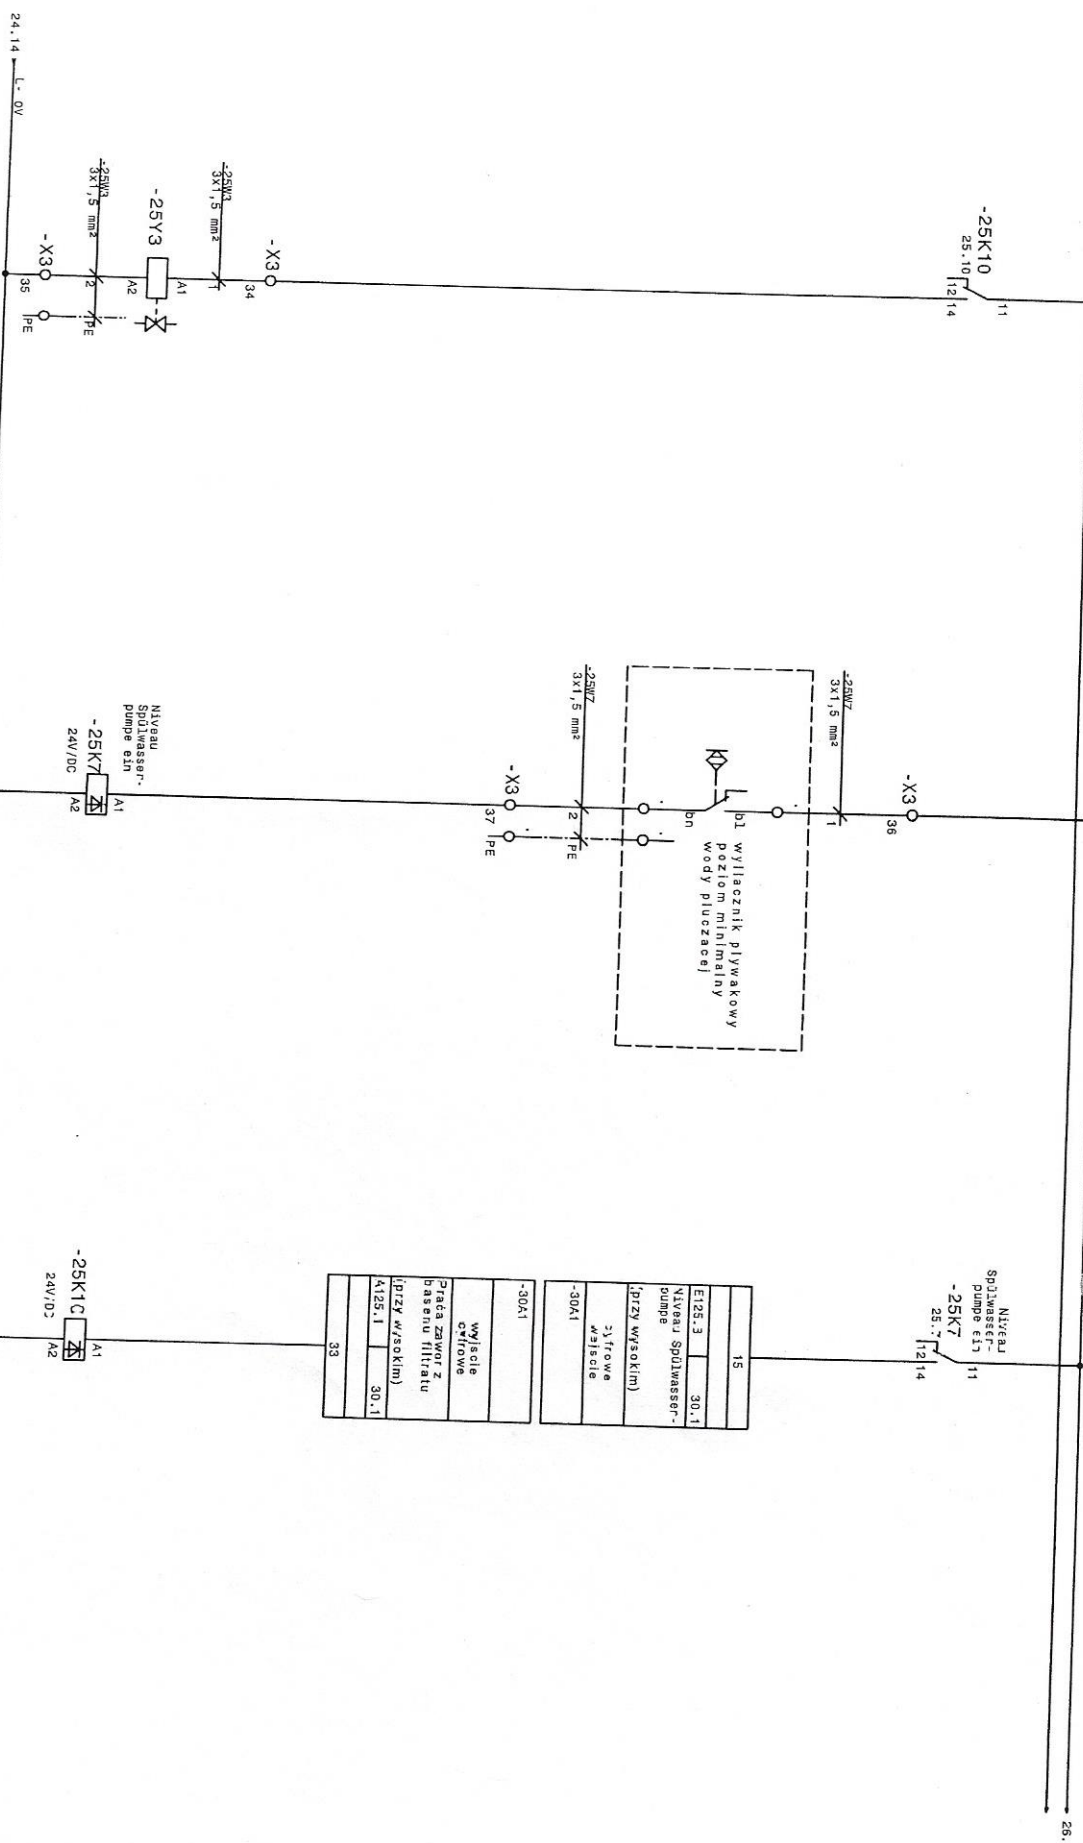 24.14
L- 0V
-25K10
25.10
11
12
14
-X3
34
-25W3
3x1,5 mm²
1
-25Y3
A1
A2
-25W3
3x1,5 mm²
2
PE
-X3
35
PE
-X3
36
-25W7
3x1,5 mm²
1
bl
bn
wyllacznik plywakowy
poziom minimalny
wody pluczacej
-25W7
3x1,5 mm²
2
PE
-X3
37
PE
Niveau
Spülwasser-
pumpe ein
-25K7
24V/DC
A1
A2
Niveau
Spülwasser-
pumpe ein
-25K7
25.7
11
12
14
15
E125.3
30.1
Niveau Spülwasser-
pumpe
(przy wysokim)
cyfrowe
wejscie
-30A1
-30A1
wyjscie
cyfrowe
Praca zawor z
basenu filtratu
(przy wysokim)
A125.1
30.1
33
-25K10
24V/DC
A1
A2
26.